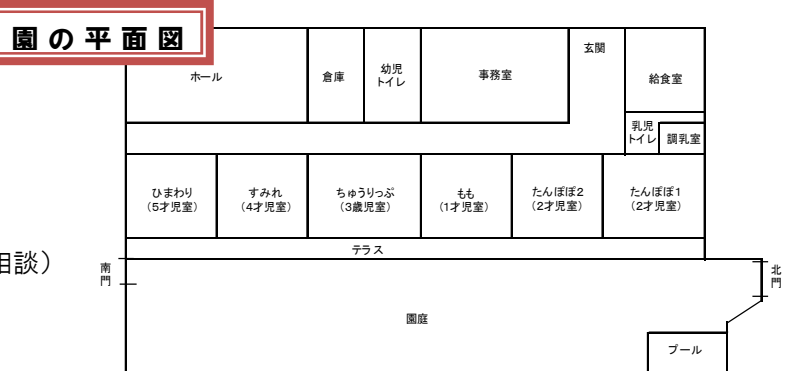 園の平面図
ホール
倉庫
幼児
トイレ
事務室
玄関
給食室
乳児
トイレ
調乳室
ひまわり
(5才児室)
すみれ
(4才児室)
ちゅうりっぷ
(3歳児室)
もも
(1才児室)
たんぽぽ2
(2才児室)
たんぽぽ1
(2才児室)
テラス
相談)
南
門
北
門
園庭
プール